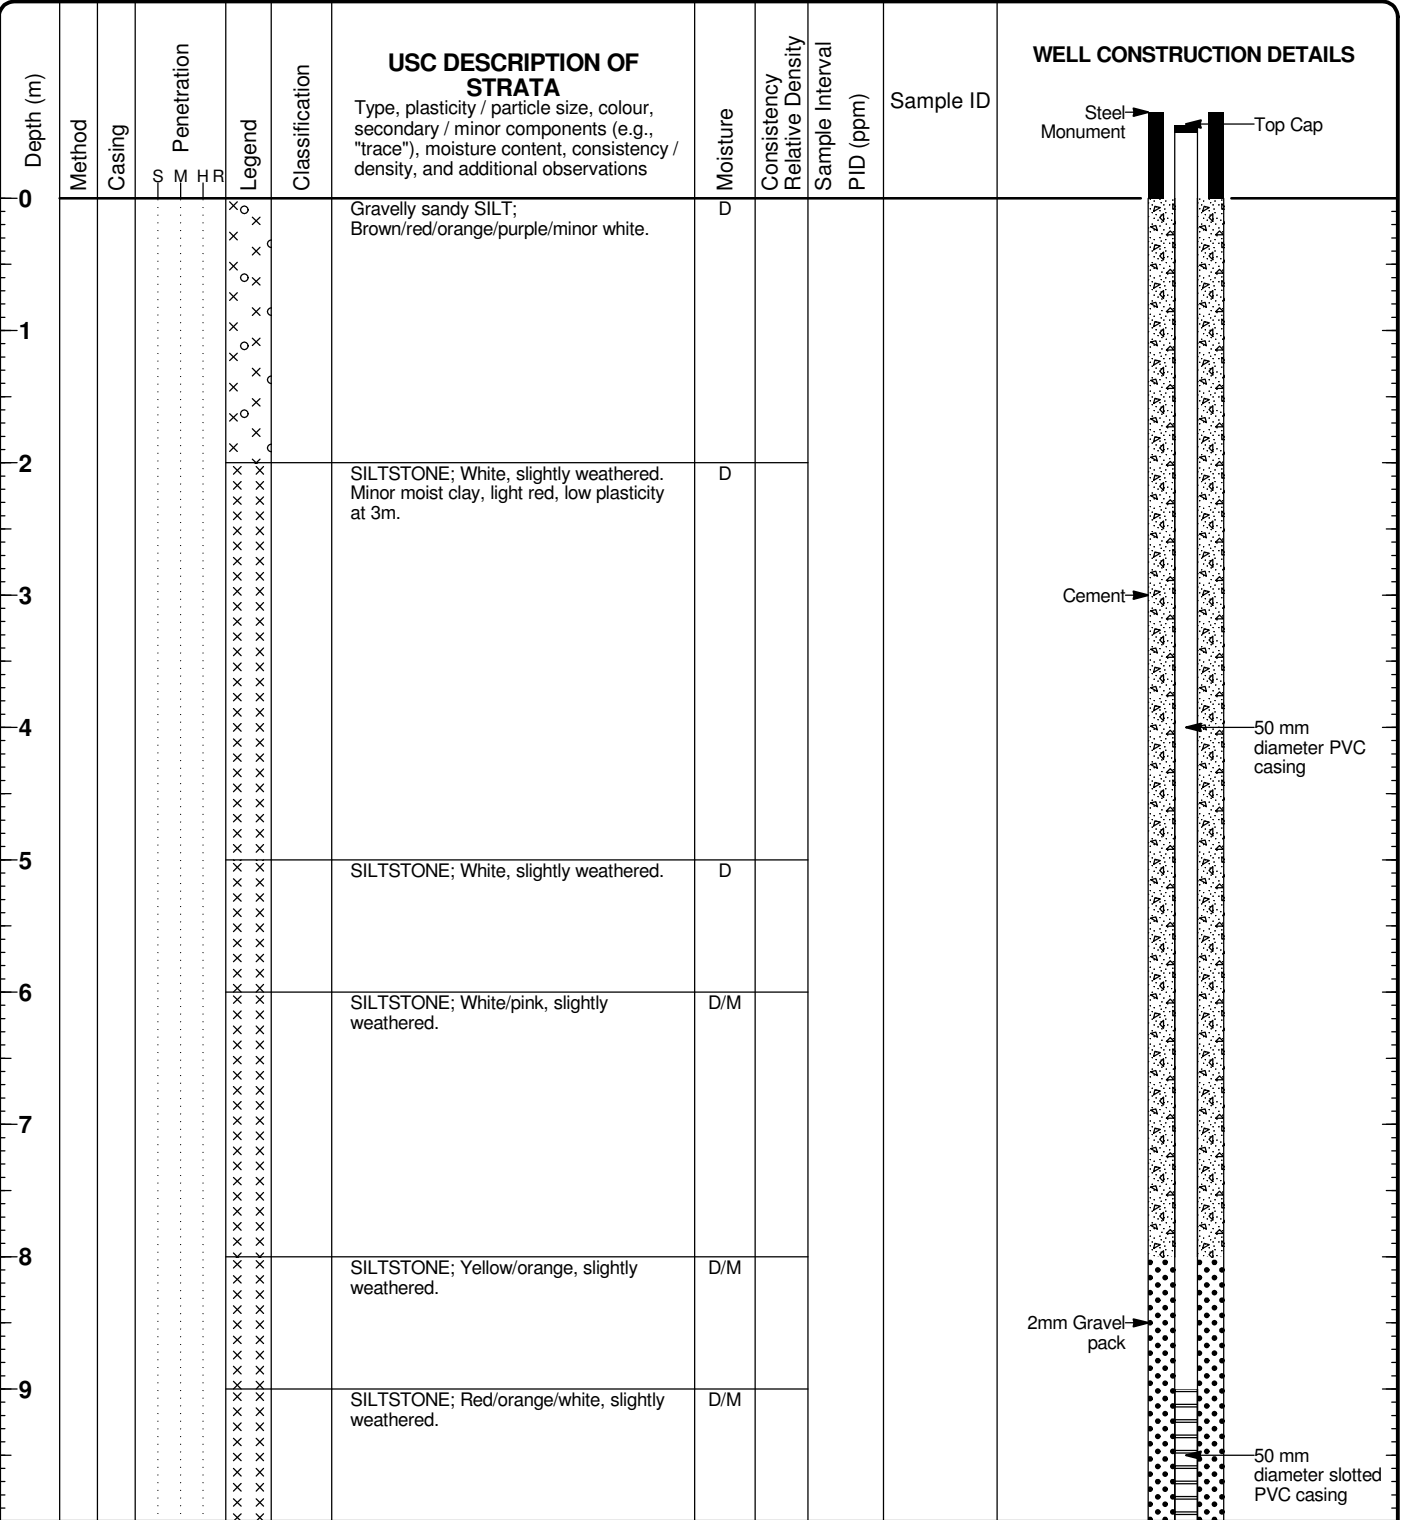 Depth (m)
Method
Casing
Penetration
S M H R
Legend
Classification
USC DESCRIPTION OF
STRATA
Type, plasticity / particle size, colour,
secondary / minor components (e.g.,
"trace"), moisture content, consistency /
density, and additional observations
Moisture
Consistency
Relative Density
Sample Interval
PID (ppm)
Sample ID
WELL CONSTRUCTION DETAILS
Steel
Monument
Top Cap
0
Gravelly sandy SILT;
Brown/red/orange/purple/minor white.
D
1
2
SILTSTONE; White, slightly weathered.
Minor moist clay, light red, low plasticity
at 3m.
D
3
Cement
4
50 mm
diameter PVC
casing
5
SILTSTONE; White, slightly weathered.
D
6
SILTSTONE; White/pink, slightly
weathered.
D/M
7
8
SILTSTONE; Yellow/orange, slightly
weathered.
D/M
2mm Gravel
pack
9
SILTSTONE; Red/orange/white, slightly
weathered.
D/M
50 mm
diameter slotted
PVC casing